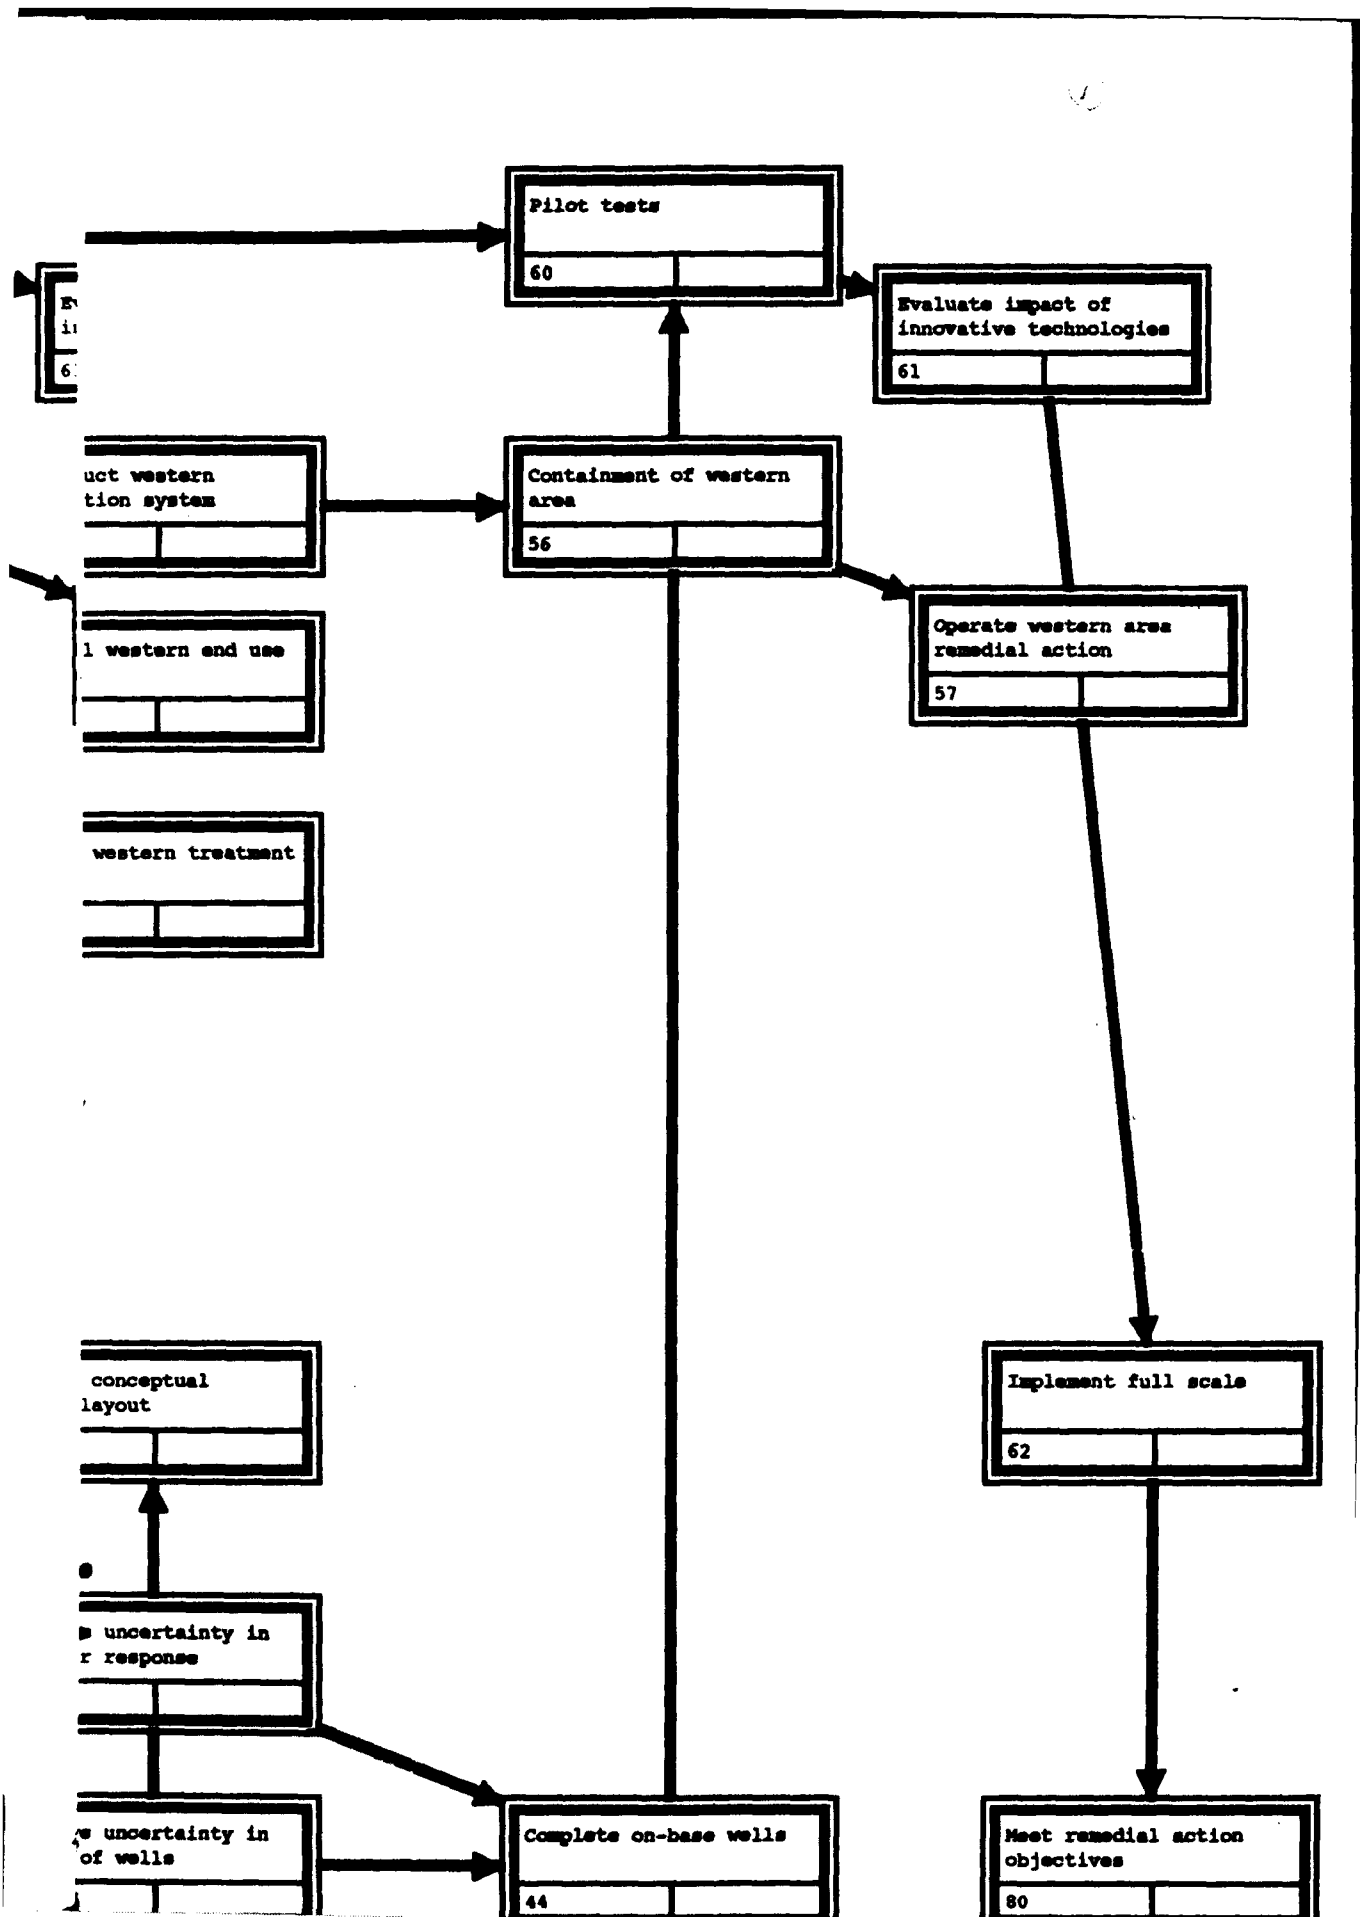 Pilot tests
60
Evaluate impact of
innovative technologies
61
uct western
tion system
Containment of western
area
56
l western end use
Operate western area
remedial action
57
western treatment
conceptual
layout
Implement full scale
62
uncertainty in
r response
uncertainty in
of wells
Complete on-base wells
44
Meet remedial action
objectives
80